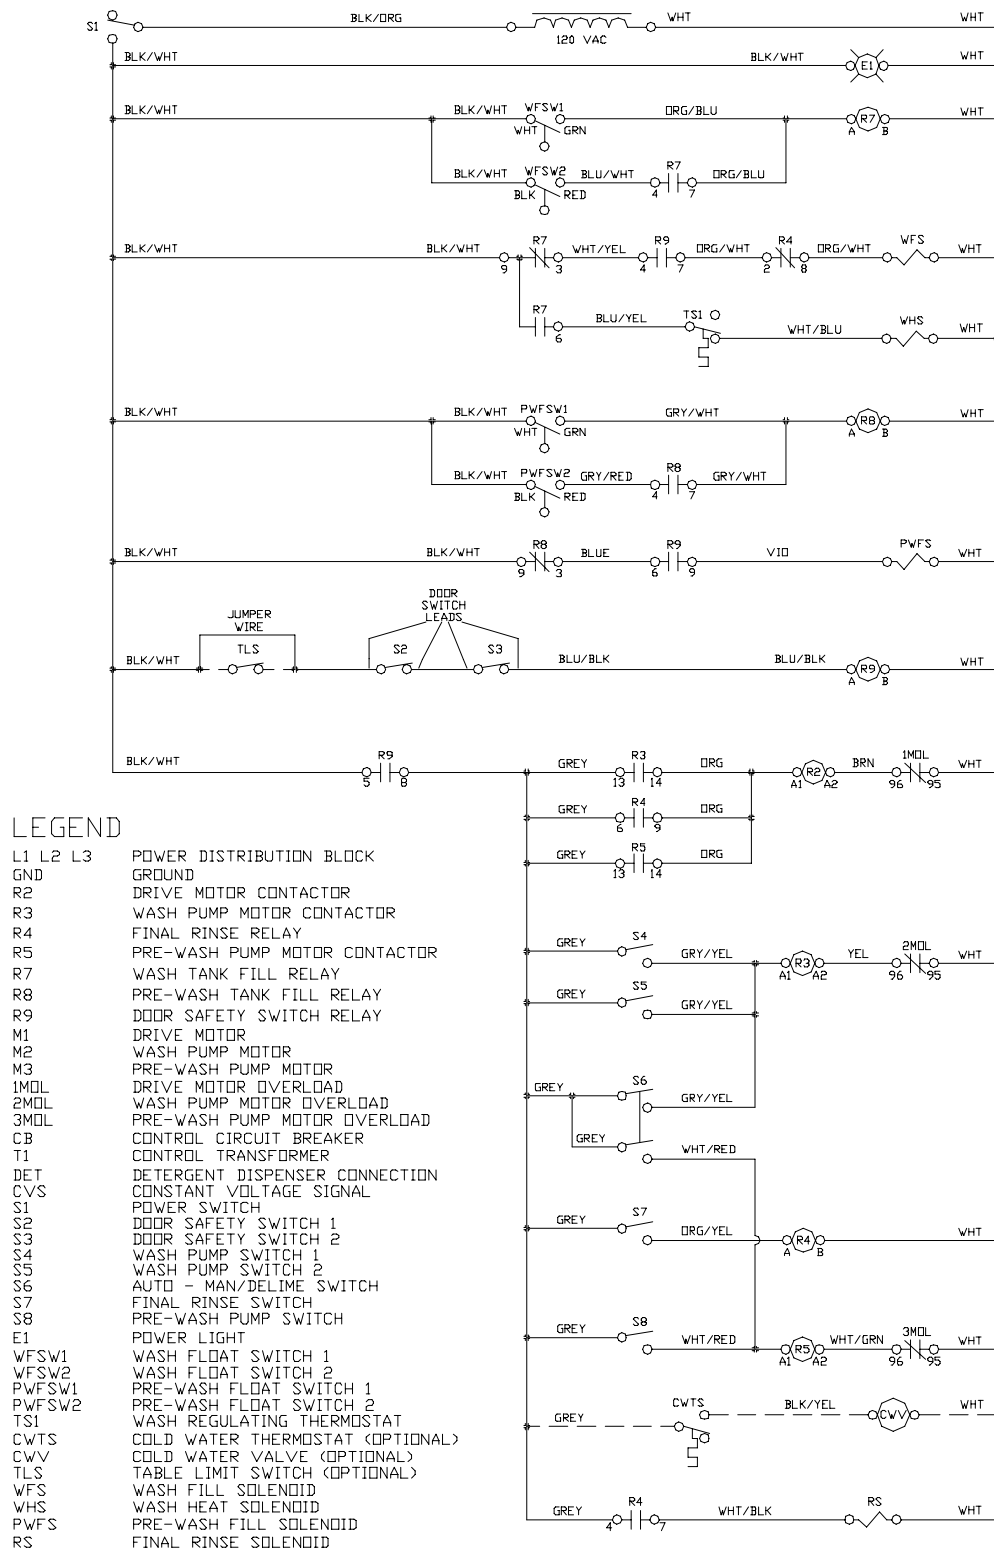 BLK/ORG WHT WHT
S1
120 VAC
BLK/WHT BLK/WHT E1 WHT
BLK/WHT BLK/WHT WFSW1 ORG/BLU R7 WHT
WHT GRN A B
BLK/WHT WFSW2 BLU/WHT R7 ORG/BLU
BLK RED 4 7
BLK/WHT BLK/WHT R7 WHT/YEL R9 ORG/WHT R4 ORG/WHT WFS WHT
9 3 4 7 2 8
R7 BLU/YEL TS1 WHT/BLU WHS WHT
6
BLK/WHT BLK/WHT PWFSW1 GRY/WHT R8 WHT
WHT GRN A B
BLK/WHT PWFSW2 GRY/RED R8 GRY/WHT
BLK RED 4 7
BLK/WHT BLK/WHT R8 BLUE R9 VIO PWFS WHT
9 3 6 9
DOOR
SWITCH
LEADS
JUMPER
WIRE
BLK/WHT TLS S2 S3 BLU/BLK BLU/BLK R9 WHT
A B
BLK/WHT R9 GREY R3 ORG R2 BRN 1MOL WHT
5 8 13 14 A1 A2 96 95
GREY R4 ORG
6 9
GREY R5 ORG
13 14
GREY S4 GRY/YEL R3 YEL 2MOL WHT
A1 A2 96 95
GREY S5 GRY/YEL
GREY S6 GRY/YEL
GREY WHT/RED
GREY S7 ORG/YEL R4 WHT
A B
GREY S8 WHT/RED R5 WHT/GRN 3MOL WHT
A1 A2 96 95
GREY CWTS BLK/YEL CWV WHT
GREY R4 WHT/BLK RS WHT
4 7
LEGEND
L1 L2 L3 POWER DISTRIBUTION BLOCK
GND GROUND
R2 DRIVE MOTOR CONTACTOR
R3 WASH PUMP MOTOR CONTACTOR
R4 FINAL RINSE RELAY
R5 PRE-WASH PUMP MOTOR CONTACTOR
R7 WASH TANK FILL RELAY
R8 PRE-WASH TANK FILL RELAY
R9 DOOR SAFETY SWITCH RELAY
M1 DRIVE MOTOR
M2 WASH PUMP MOTOR
M3 PRE-WASH PUMP MOTOR
1MOL DRIVE MOTOR OVERLOAD
2MOL WASH PUMP MOTOR OVERLOAD
3MOL PRE-WASH PUMP MOTOR OVERLOAD
CB CONTROL CIRCUIT BREAKER
T1 CONTROL TRANSFORMER
DET DETERGENT DISPENSER CONNECTION
CVS CONSTANT VOLTAGE SIGNAL
S1 POWER SWITCH
S2 DOOR SAFETY SWITCH 1
S3 DOOR SAFETY SWITCH 2
S4 WASH PUMP SWITCH 1
S5 WASH PUMP SWITCH 2
S6 AUTO - MAN/DELIME SWITCH
S7 FINAL RINSE SWITCH
S8 PRE-WASH PUMP SWITCH
E1 POWER LIGHT
WFSW1 WASH FLOAT SWITCH 1
WFSW2 WASH FLOAT SWITCH 2
PWFSW1 PRE-WASH FLOAT SWITCH 1
PWFSW2 PRE-WASH FLOAT SWITCH 2
TS1 WASH REGULATING THERMOSTAT
CWTS COLD WATER THERMOSTAT (OPTIONAL)
CWV COLD WATER VALVE (OPTIONAL)
TLS TABLE LIMIT SWITCH (OPTIONAL)
WFS WASH FILL SOLENOID
WHS WASH HEAT SOLENOID
PWFS PRE-WASH FILL SOLENOID
RS FINAL RINSE SOLENOID